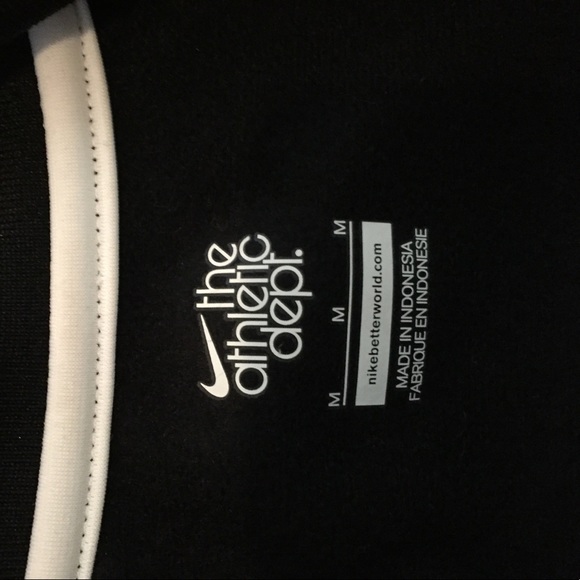 the
athletic
dept.
M M M
nikebetterworld.com
MADE IN INDONESIA
FABRIQUE EN INDONESIE